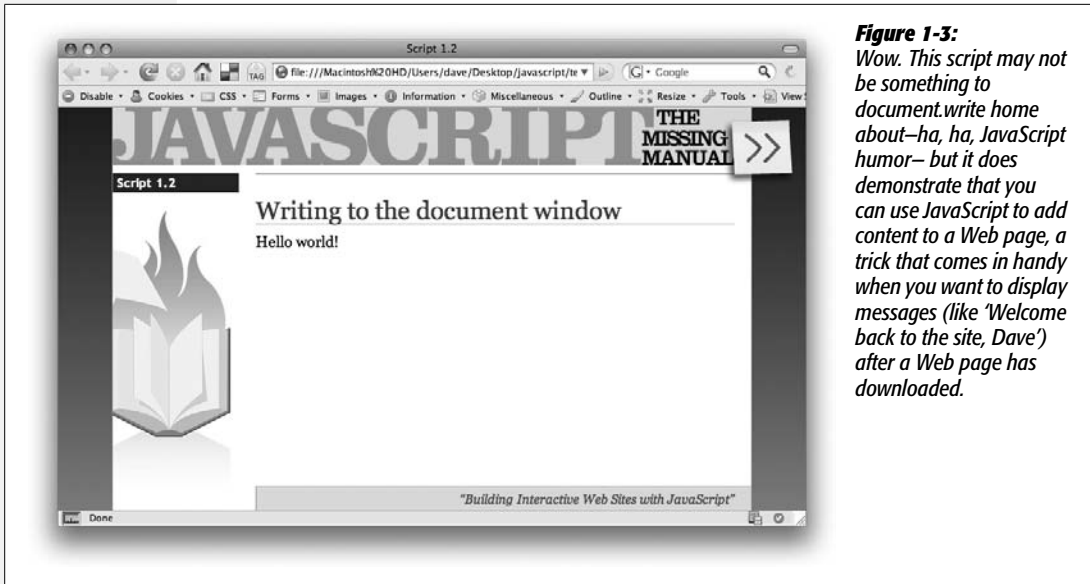 Script 1.2
TAG
file:///Macintosh%20HD/Users/dave/Desktop/javascript/te
G
Google
Disable
Cookies
CSS
Forms
Images
Information
Miscellaneous
Outline
Resize
Tools
View
JAVASCRIPT
THE
MISSING
MANUAL
>>
Script 1.2
Writing to the document window
Hello world!
"Building Interactive Web Sites with JavaScript"
Done
Figure 1-3:
Wow. This script may not
be something to
document.write home
about—ha, ha, JavaScript
humor— but it does
demonstrate that you
can use JavaScript to add
content to a Web page, a
trick that comes in handy
when you want to display
messages (like ‘Welcome
back to the site, Dave’)
after a Web page has
downloaded.